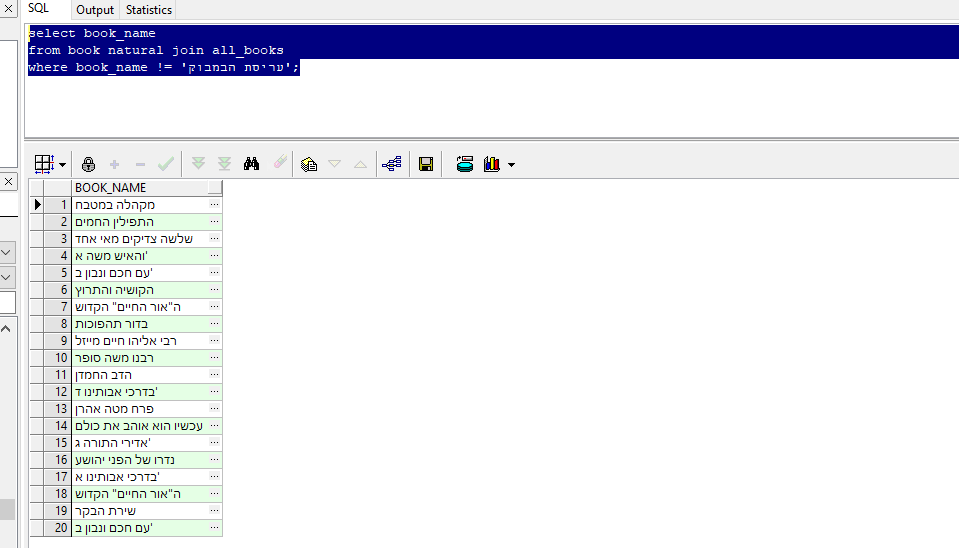 SQL Output Statistics
select book_name
from book natural join all_books
where book_name != 'עריסת הבמבוק';
BOOK_NAME
1 מקהלה במטבח
2 התפילין החמים
3 שלשה צדיקים מאי אחד
4 והאיש משה א'
5 עם חכם ונבון ב'
6 הקושיה והתרוץ
7 ה"אור החיים" הקדוש
8 בדור תהפוכות
9 רבי אליהו חיים מייזל
10 רבנו משה סופר
11 הדב החמדן
12 בדרכי אבותינו ד'
13 פרח מטה אהרן
14 עכשיו הוא אוהב את כולם
15 אדירי התורה ג'
16 נדרו של הפני יהושע
17 בדרכי אבותינו א'
18 ה"אור החיים" הקדוש
19 שירת הבקר
20 עם חכם ונבון ב'